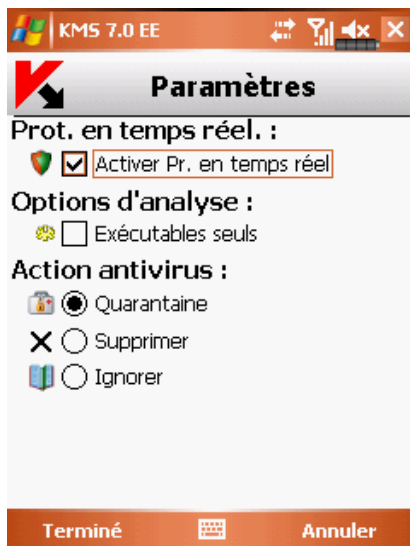 KMS 7.0 EE
Paramètres
Prot. en temps réel. :
Activer Pr. en temps réel
Options d'analyse :
Exécutables seuls
Action antivirus :
Quarantaine
Supprimer
Ignorer
Terminé Annuler